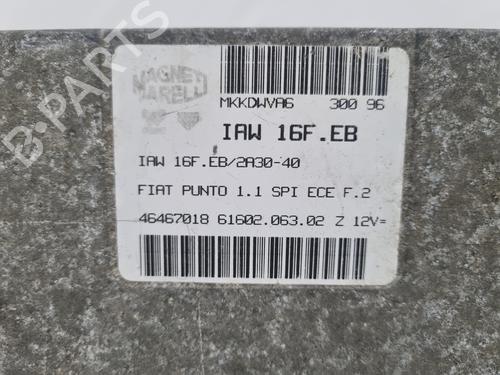 MAGNETI
MARELLI
MKKDWVA6 300 96
IAW 16F.EB
IAW 16F.EB/2A30-40
FIAT PUNTO 1.1 SPI ECE F.2
46467018 61602.063.02 Z 12V=
B-PARTS